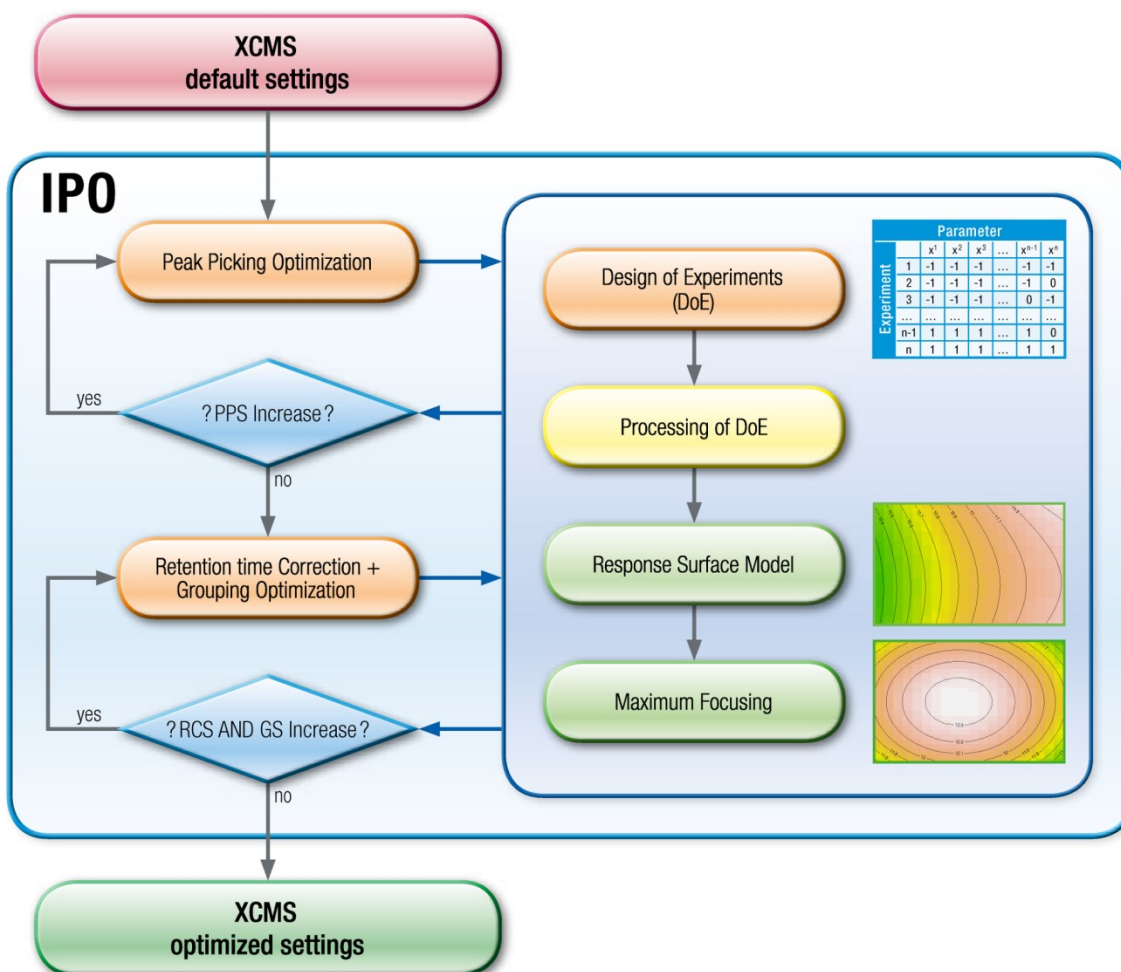 XCMS
default settings
IPO
Peak Picking Optimization
yes
? PPS Increase ?
no
Retention time Correction +
Grouping Optimization
yes
? RCS AND GS Increase ?
no
Design of Experiments
(DoE)
Processing of DoE
Response Surface Model
Maximum Focusing
Parameter
Experiment
x1 x2 x3 ... xn-1 xn
1 -1 -1 -1 ... -1 -1
2 -1 -1 -1 ... -1 0
3 -1 -1 -1 ... 0 -1
... ... ... ... ... ... ...
n-1 1 1 1 ... 1 0
n 1 1 1 ... 1 1
XCMS
optimized settings